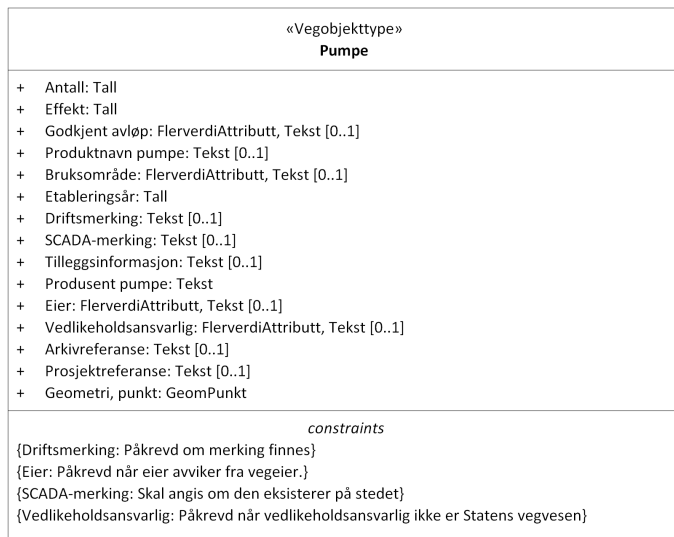 «Vegobjekttype»
Pumpe
+ Antall: Tall
+ Effekt: Tall
+ Godkjent avløp: FlerverdiAttributt, Tekst [0..1]
+ Produktnavn pumpe: Tekst [0..1]
+ Bruksområde: FlerverdiAttributt, Tekst [0..1]
+ Etableringsår: Tall
+ Driftsmerking: Tekst [0..1]
+ SCADA-merking: Tekst [0..1]
+ Tilleggsinformasjon: Tekst [0..1]
+ Produsent pumpe: Tekst
+ Eier: FlerverdiAttributt, Tekst [0..1]
+ Vedlikeholdsansvarlig: FlerverdiAttributt, Tekst [0..1]
+ Arkivreferanse: Tekst [0..1]
+ Prosjektreferanse: Tekst [0..1]
+ Geometri, punkt: GeomPunkt
constraints
{Driftsmerking: Påkrevd om merking finnes}
{Eier: Påkrevd når eier avviker fra vegeier.}
{SCADA-merking: Skal angis om den eksisterer på stedet}
{Vedlikeholdsansvarlig: Påkrevd når vedlikeholdsansvarlig ikke er Statens vegvesen}